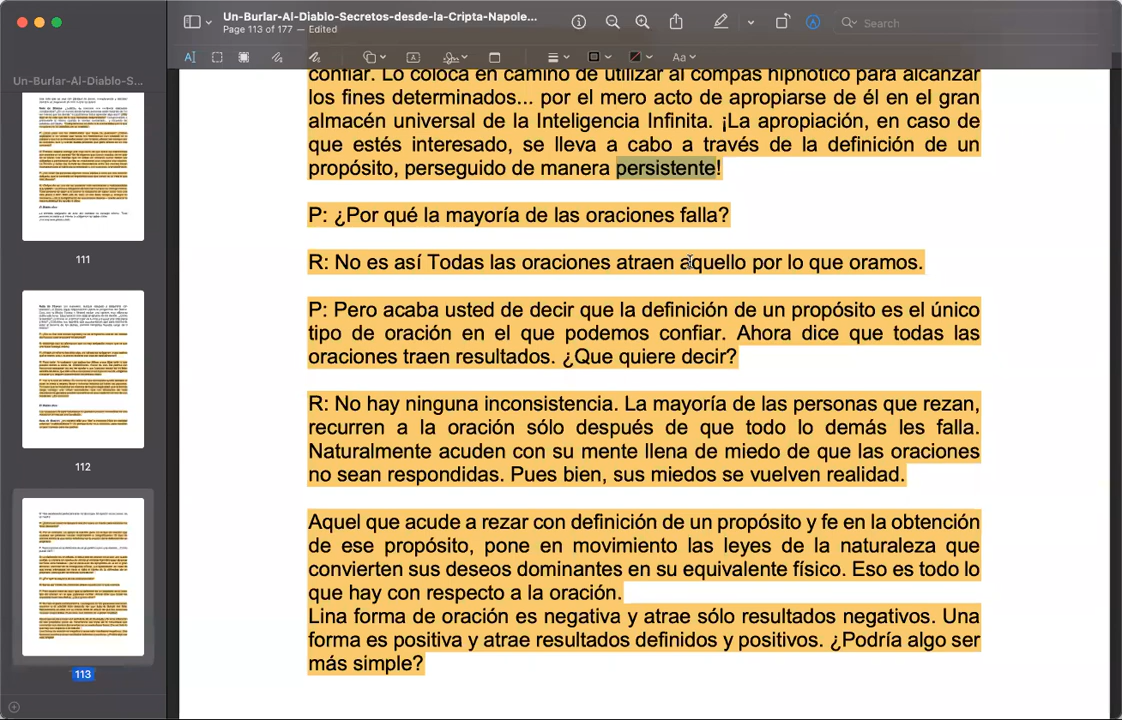 Un-Burlar-Al-Diablo-Secretos-desde-la-Cripta-Napole...
Page 113 of 177 — Edited
Search
Aa
Un-Burlar-Al-Diablo-S...
111
112
113
confiar. Lo coloca en camino de utilizar al compás hipnótico para alcanzar
los fines determinados... por el mero acto de apropiarse de él en el gran
almacén universal de la Inteligencia Infinita. ¡La apropiación, en caso de
que estés interesado, se lleva a cabo a través de la definición de un
propósito, perseguido de manera persistente!
P: ¿Por qué la mayoría de las oraciones falla?
R: No es así Todas las oraciones atraen aquello por lo que oramos.
P: Pero acaba usted de decir que la definición de un propósito es el único
tipo de oración en el que podemos confiar. Ahora dice que todas las
oraciones traen resultados. ¿Que quiere decir?
R: No hay ninguna inconsistencia. La mayoría de las personas que rezan,
recurren a la oración sólo después de que todo lo demás les falla.
Naturalmente acuden con su mente llena de miedo de que las oraciones
no sean respondidas. Pues bien, sus miedos se vuelven realidad.
Aquel que acude a rezar con definición de un propósito y fe en la obtención
de ese propósito, pone en movimiento las leyes de la naturaleza que
convierten sus deseos dominantes en su equivalente físico. Eso es todo lo
que hay con respecto a la oración.
Lina forma de oración es negativa y atrae sólo resultados negativos. Una
forma es positiva y atrae resultados definidos y positivos. ¿Podría algo ser
más simple?